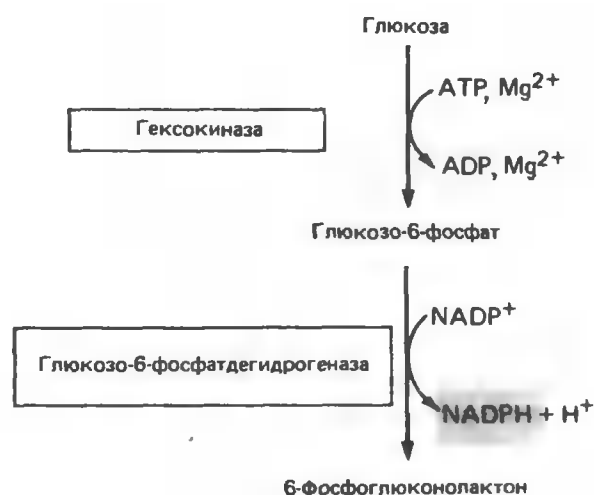 Глюкоза
ATP, Mg2+
Гексокиназа
ADP, Mg2+
Глюкозо-6-фосфат
NADP+
Глюкозо-6-фосфатдегидрогеназа
NADPH + H+
6-Фосфоглюконолактон